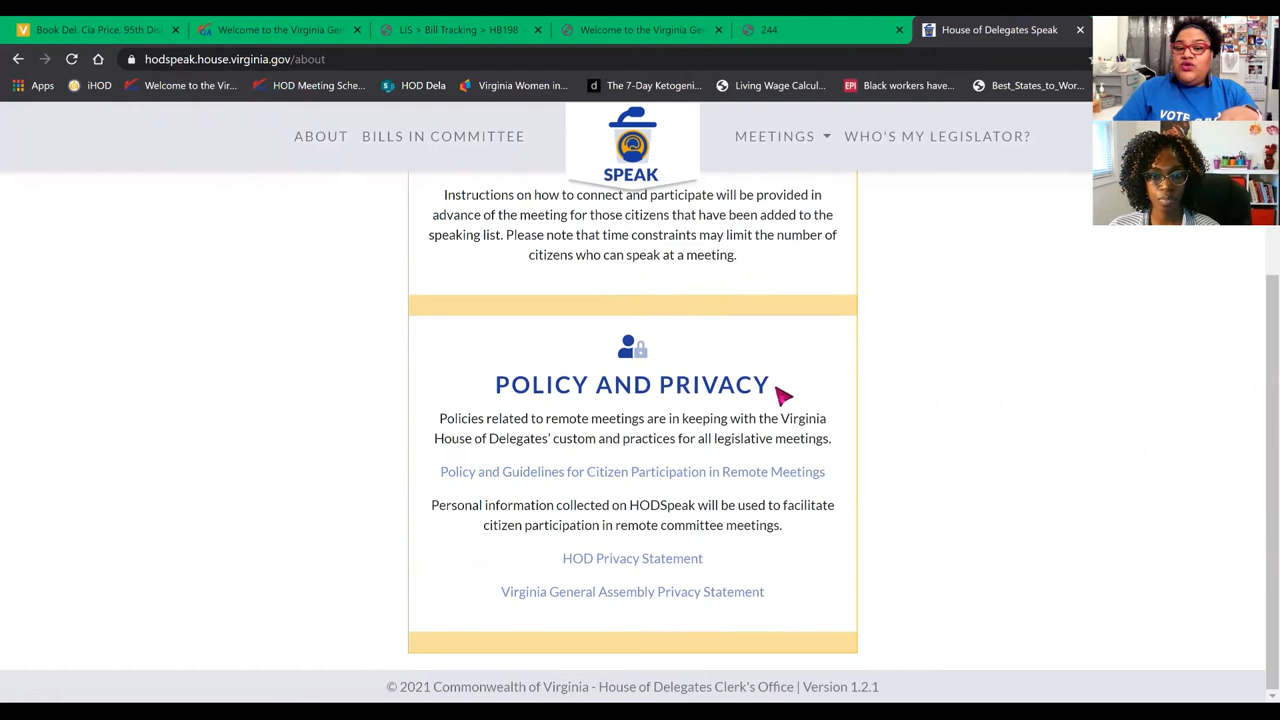 Book Del. Cia Price, 95th Dist
Welcome to the Virginia Gen
LIS > Bill Tracking > HB198
Welcome to the Virginia Gen
244
House of Delegates Speak
hodspeak.house.virginia.gov/about
Apps
iHOD
Welcome to the Vir...
HOD Meeting Sche...
HOD Dela
Virginia Women in...
The 7-Day Ketogeni...
Living Wage Calcul...
Black workers have...
Best_States_to_Wor...
VOTE
ABOUT
BILLS IN COMMITTEE
SPEAK
MEETINGS
WHO'S MY LEGISLATOR?
Instructions on how to connect and participate will be provided in
advance of the meeting for those citizens that have been added to the
speaking list. Please note that time constraints may limit the number of
citizens who can speak at a meeting.
POLICY AND PRIVACY
Policies related to remote meetings are in keeping with the Virginia
House of Delegates' custom and practices for all legislative meetings.
Policy and Guidelines for Citizen Participation in Remote Meetings
Personal information collected on HODSpeak will be used to facilitate
citizen participation in remote committee meetings.
HOD Privacy Statement
Virginia General Assembly Privacy Statement
© 2021 Commonwealth of Virginia - House of Delegates Clerk's Office | Version 1.2.1